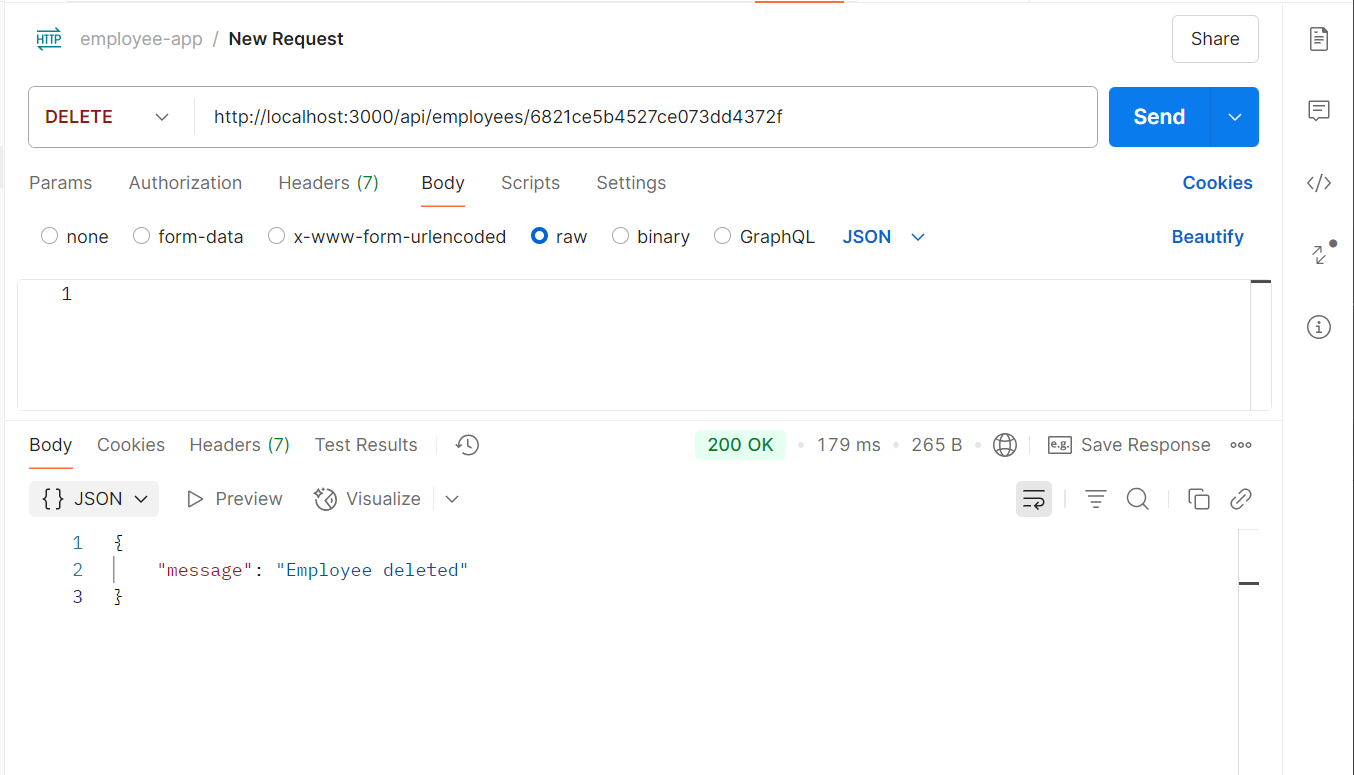 HTTP employee-app / New Request Share
DELETE http://localhost:3000/api/employees/6821ce5b4527ce073dd4372f Send
Params Authorization Headers (7) Body Scripts Settings Cookies
none form-data x-www-form-urlencoded raw binary GraphQL JSON Beautify
1
Body Cookies Headers (7) Test Results 200 OK • 179 ms • 265 B • e.g. Save Response
{} JSON Preview Visualize
1 {
2 "message": "Employee deleted"
3 }